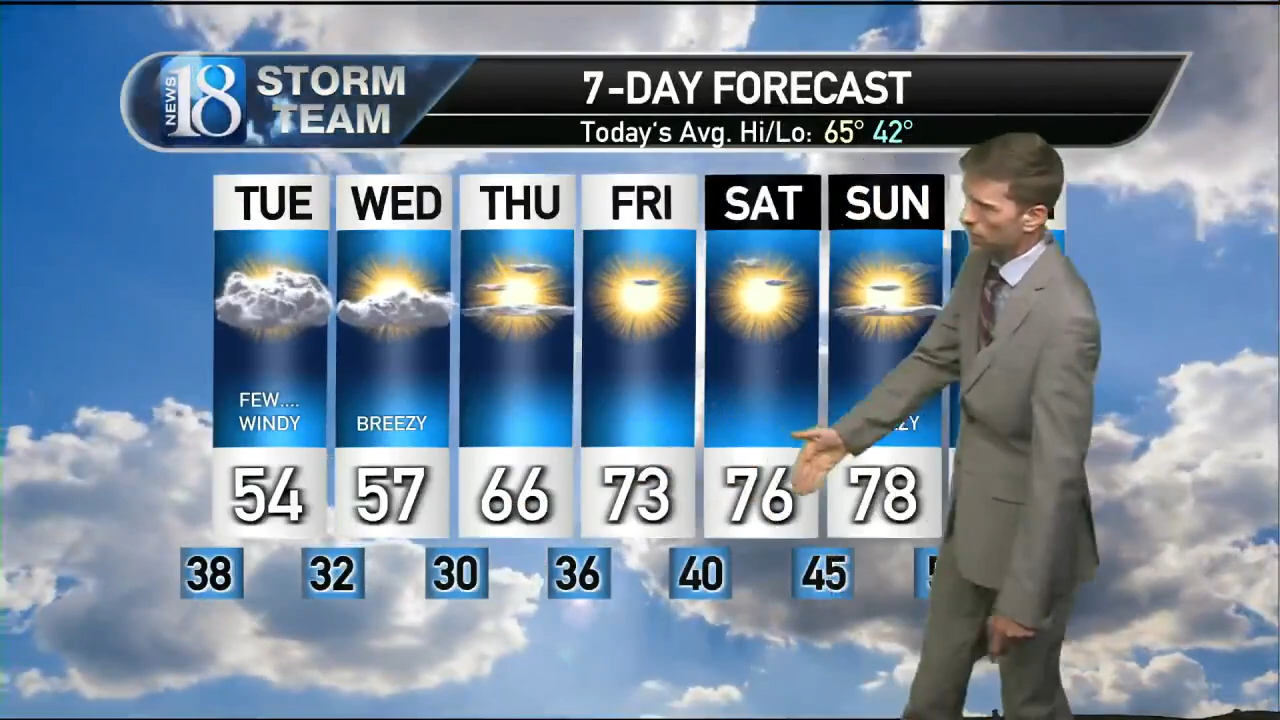 NEWS 18 STORM TEAM
7-DAY FORECAST
Today's Avg. Hi/Lo: 65° 42°
TUE WED THU FRI SAT SUN
FEW....
WINDY BREEZY
54 57 66 73 76 78
38 32 30 36 40 45